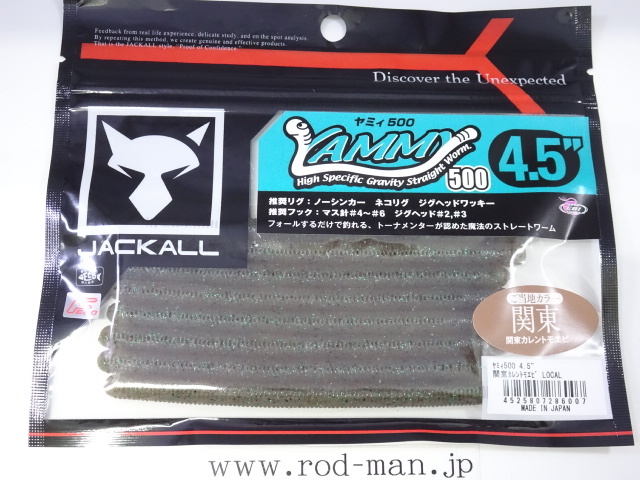 Feedback from real life experience, delicate study, and on the spot analysis.
By repeating this method, we create genuine and effective products.
That is the JACKALL style. "Proof of Confidence."
Discover the Unexpected
ヤミィ500
YAMMY
500
4.5"
High Specific Gravity Straight Worm.
推奨リグ：ノーシンカー ネコリグ ジグヘッドワッキー
推奨フック：マス針#4～#6 ジグヘッド#2,#3
フォールするだけで釣れる、トーナメンターが認めた魔法のストレートワーム
JACKALL
ご当地カラー
関東
関東カレントモエビ
ヤミィ500 4.5"
関東カレントモエビ LOCAL
4525807286007
MADE IN JAPAN
www.rod-man.jp